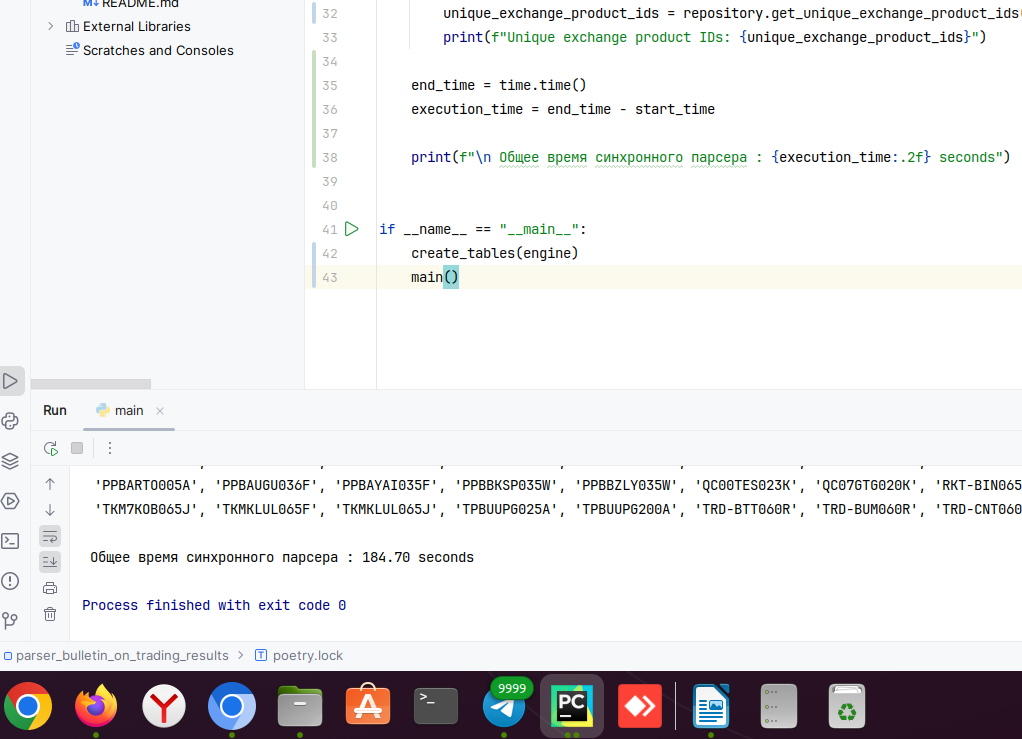 README.md
External Libraries
Scratches and Consoles
32 unique_exchange_product_ids = repository.get_unique_exchange_product_ids
33 print(f"Unique exchange product IDs: {unique_exchange_product_ids}")
34
35 end_time = time.time()
36 execution_time = end_time - start_time
37
38 print(f"\n Общее время синхронного парсера : {execution_time:.2f} seconds")
39
40
41 if __name__ == "__main__":
42 create_tables(engine)
43 main()
Run main
'PPBARTO005A', 'PPBAUGU036F', 'PPBAYAI035F', 'PPBBKSP035W', 'PPBBZLY035W', 'QC00TES023K', 'QC07GTG020K', 'RKT-BIN065
'TKM7KOB065J', 'TKMKLUL065F', 'TKMKLUL065J', 'TPBUUPG025A', 'TPBUUPG200A', 'TRD-BTT060R', 'TRD-BUM060R', 'TRD-CNT060
Общее время синхронного парсера : 184.70 seconds
Process finished with exit code 0
parser_bulletin_on_trading_results > poetry.lock
9999
PC